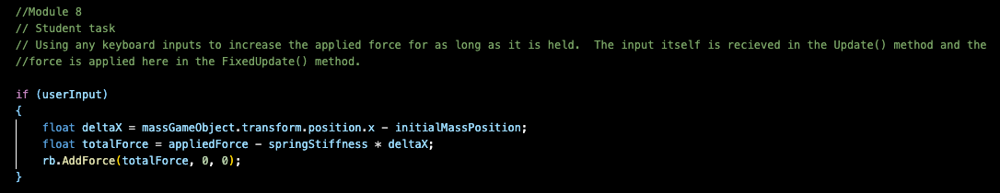 //Module 8
// Student task
// Using any keyboard inputs to increase the applied force for as long as it is held.  The input itself is recieved in the Update() method and the
//force is applied here in the FixedUpdate() method.

if (userInput)
{
    float deltaX = massGameObject.transform.position.x - initialMassPosition;
    float totalForce = appliedForce - springStiffness * deltaX;
    rb.AddForce(totalForce, 0, 0);
}